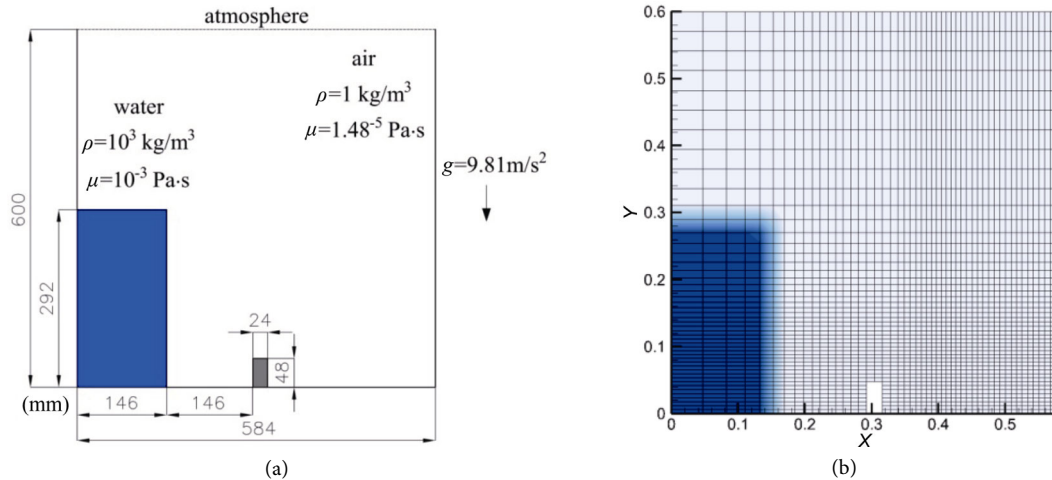 atmosphere
air
ρ=1 kg/m³
μ=1.48⁻⁵ Pa·s
water
ρ=10³ kg/m³
μ=10⁻³ Pa·s
g=9.81m/s²
600
292
24
48
(mm)
146
146
584
(a)
0.6
0.5
0.4
Y
0.3
0.2
0.1
0
0
0.1
0.2
0.3
0.4
0.5
X
(b)